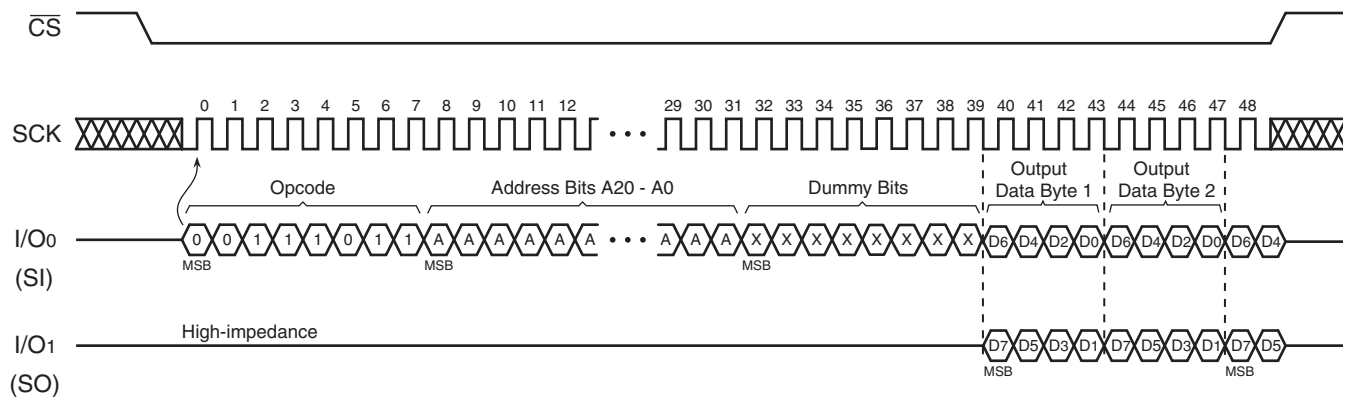 CS
0 1 2 3 4 5 6 7 8 9 10 11 12 29 30 31 32 33 34 35 36 37 38 39 40 41 42 43 44 45 46 47 48
SCK
Opcode
Address Bits A20 - A0
Dummy Bits
Output
Data Byte 1
Output
Data Byte 2
I/O0
(SI)
0 0 1 1 1 0 1 1 A A A A A A A A A X X X X X X X X D6 D4 D2 D0 D6 D4 D2 D0 D6 D4
MSB MSB MSB
High-impedance
I/O1
(SO)
D7 D5 D3 D1 D7 D5 D3 D1 D7 D5
MSB MSB